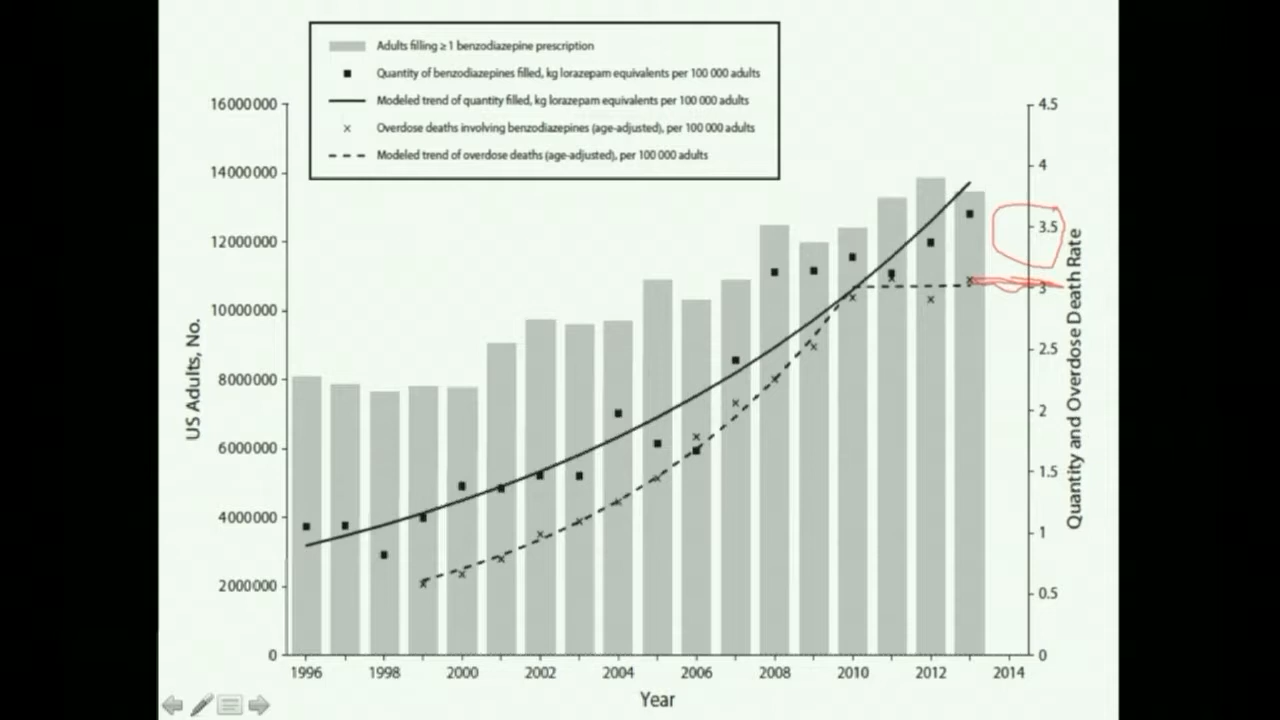 Adults filling ≥ 1 benzodiazepine prescription
Quantity of benzodiazepines filled, kg lorazepam equivalents per 100 000 adults
Modeled trend of quantity filled, kg lorazepam equivalents per 100 000 adults
Overdose deaths involving benzodiazepines (age-adjusted), per 100 000 adults
Modeled trend of overdose deaths (age-adjusted), per 100 000 adults
US Adults, No.
16000000
14000000
12000000
10000000
8000000
6000000
4000000
2000000
0
4.5
4
3.5
3
2.5
2
1.5
1
0.5
0
Quantity and Overdose Death Rate
1996 1998 2000 2002 2004 2006 2008 2010 2012 2014
Year